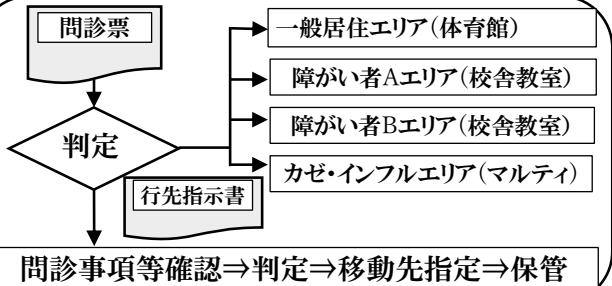 問診票
一般居住エリア(体育館)
障がい者Aエリア(校舎教室)
判定
障がい者Bエリア(校舎教室)
カゼ・インフルエリア(マルティ)
行先指示書
問診事項等確認⇒判定⇒移動先指定⇒保管